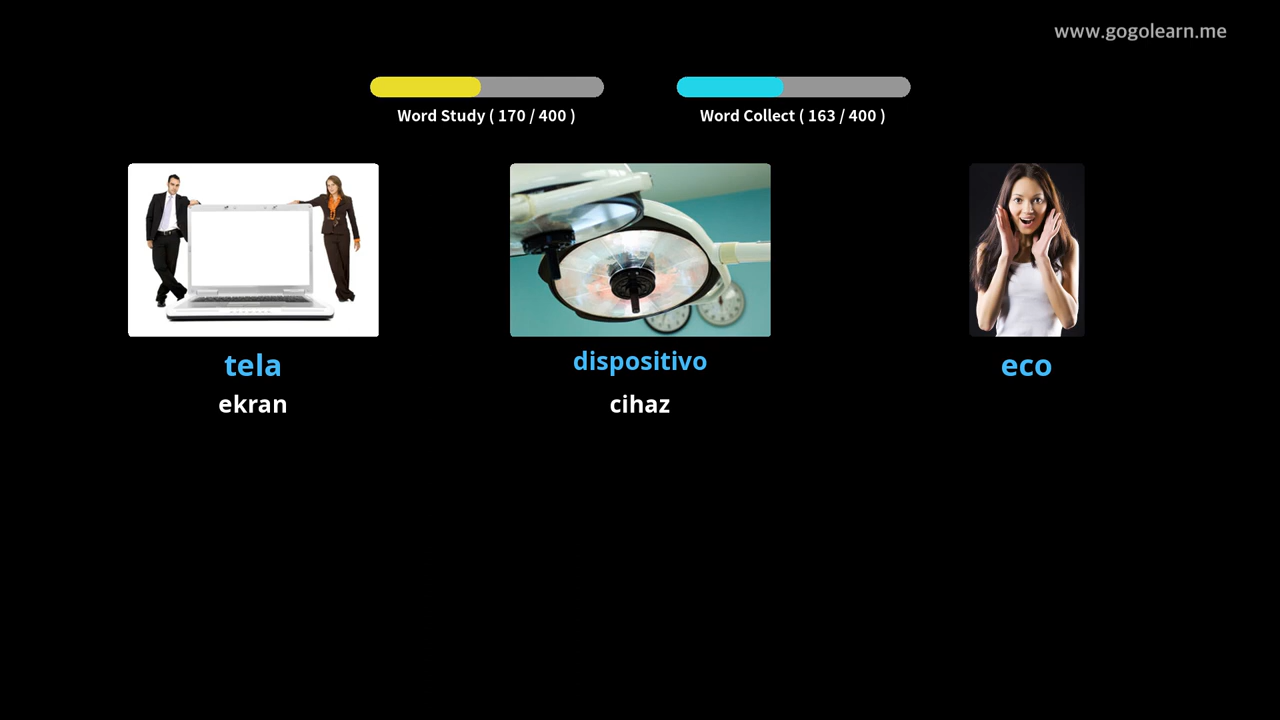 www.gogolearn.me
Word Study ( 170 / 400 )
Word Collect ( 163 / 400 )
tela
dispositivo
eco
ekran
cihaz